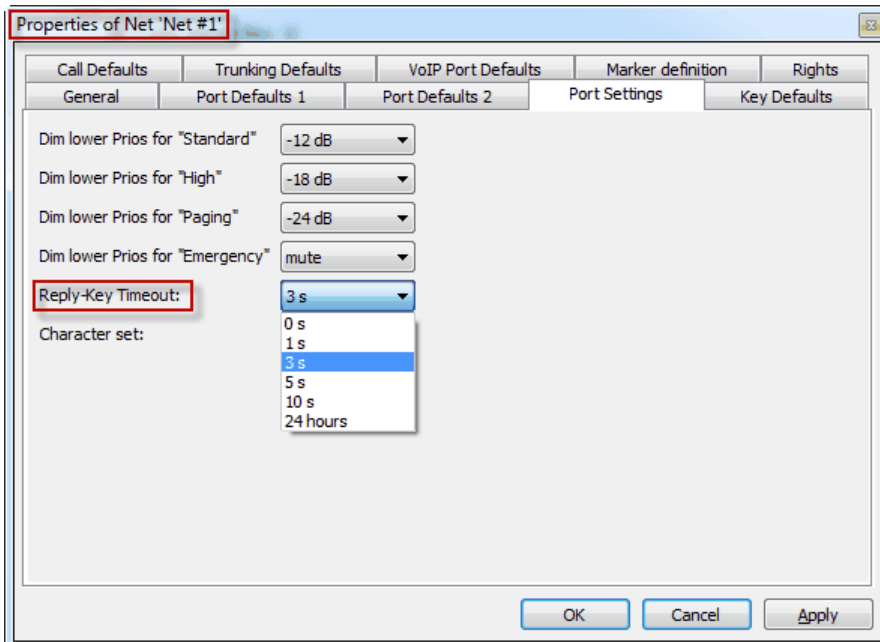 Properties of Net 'Net #1'
Call Defaults Trunking Defaults VoIP Port Defaults Marker definition Rights
General Port Defaults 1 Port Defaults 2 Port Settings Key Defaults
Dim lower Prios for "Standard" -12 dB
Dim lower Prios for "High" -18 dB
Dim lower Prios for "Paging" -24 dB
Dim lower Prios for "Emergency" mute
Reply-Key Timeout: 3 s
0 s
Character set:
1 s
3 s
5 s
10 s
24 hours
OK Cancel Apply